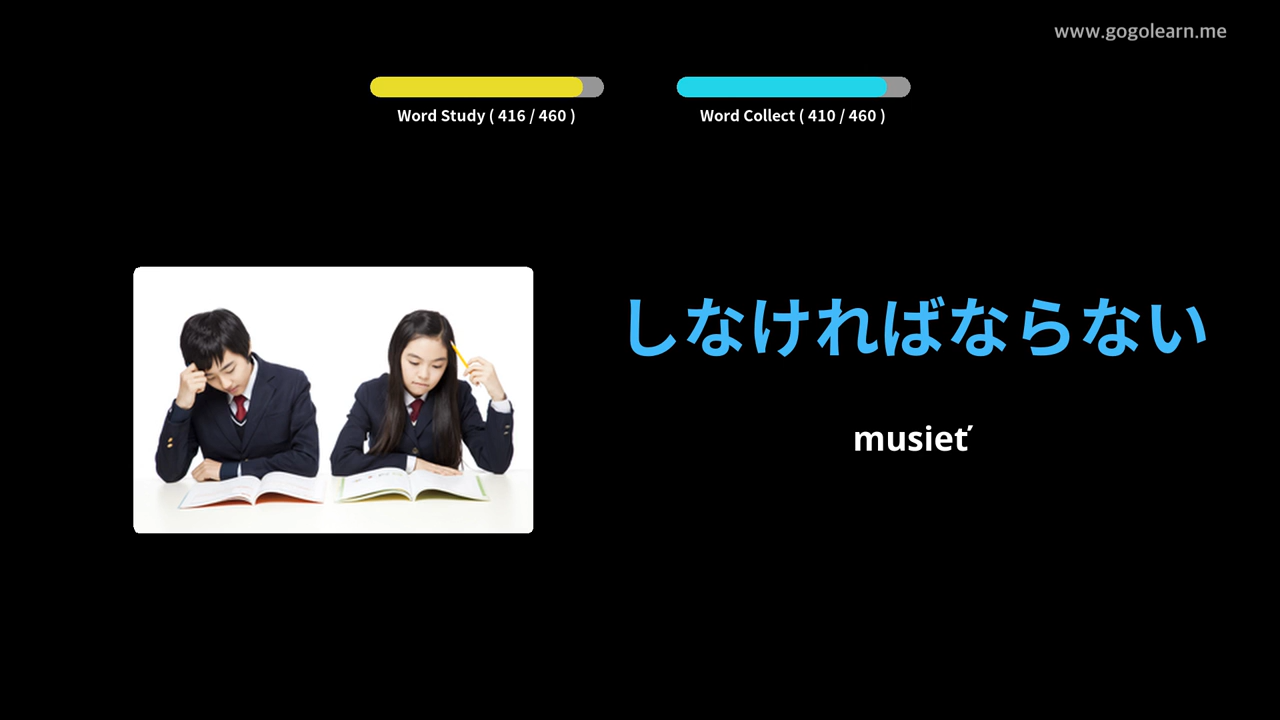 www.gogolearn.me
Word Study ( 416 / 460 )
Word Collect ( 410 / 460 )
しなければならない
musieť